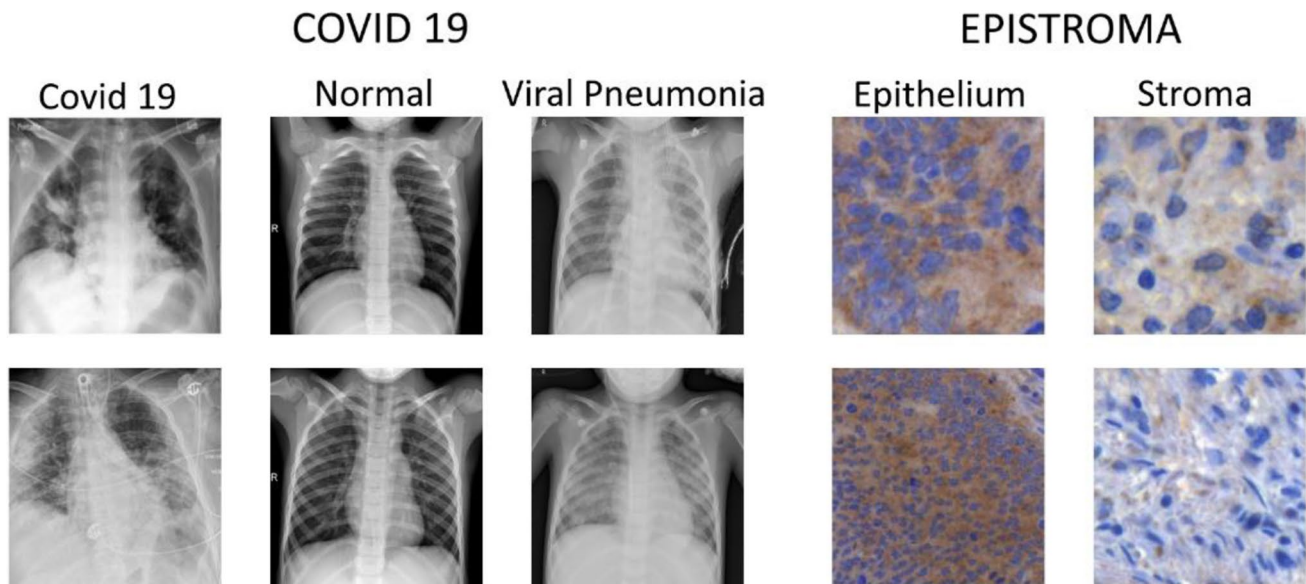 COVID 19
EPISTROMA
Covid 19
Normal
Viral Pneumonia
Epithelium
Stroma
R
R